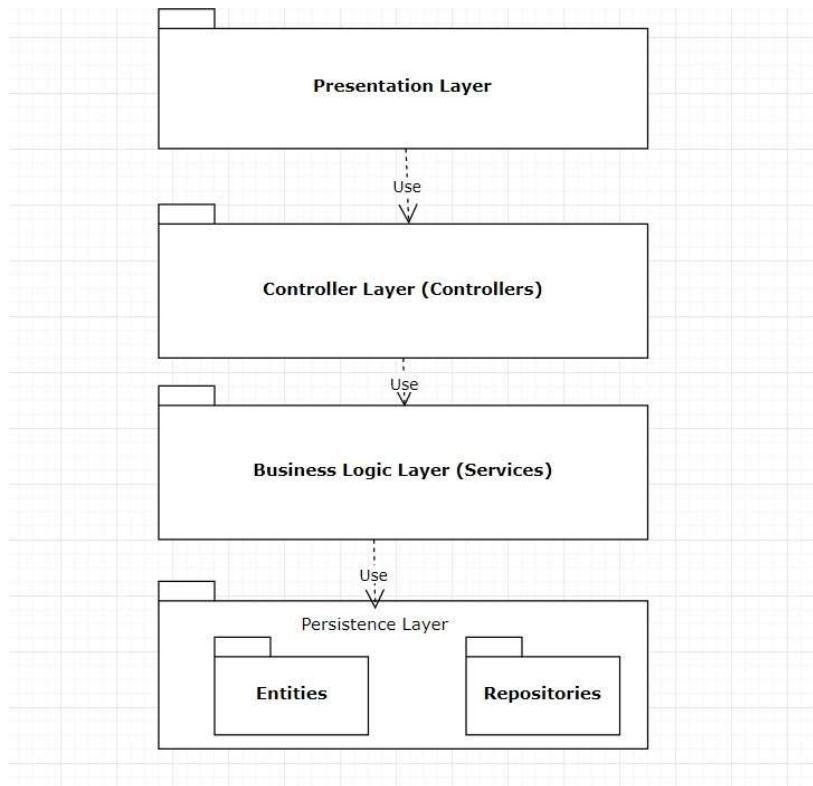 Presentation Layer
Use
Controller Layer (Controllers)
Use
Business Logic Layer (Services)
Use
Persistence Layer
Entities
Repositories